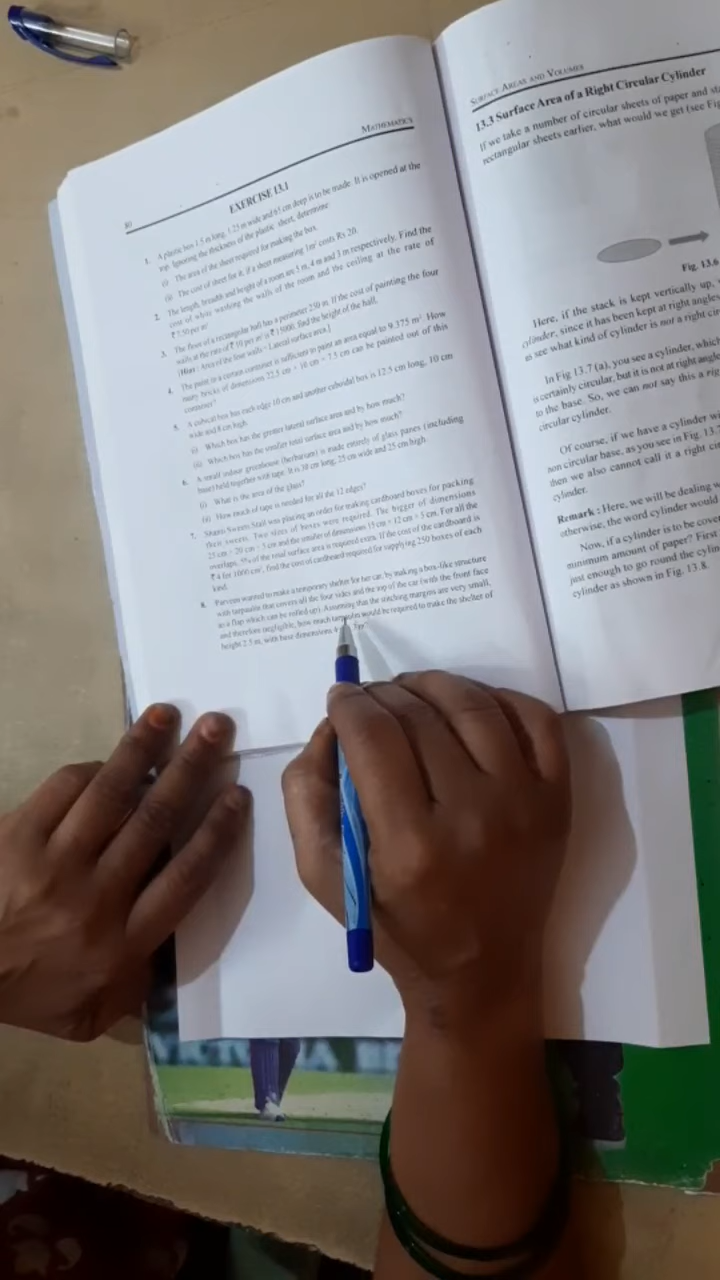 80
MATHEMATICS
EXERCISE 13.1
1. A plastic box 1.5 m long, 1.25 m wide and 65 cm deep is to be made. It is opened at the
top. Ignoring the thickness of the plastic sheet, determine:
(i) The area of the sheet required for making the box.
(ii) The cost of sheet for it, if a sheet measuring 1m² costs Rs 20.
2. The length, breadth and height of a room are 5 m, 4 m and 3 m respectively. Find the
cost of white washing the walls of the room and the ceiling at the rate of
₹ 7.50 per m².
3. The floor of a rectangular hall has a perimeter 250 m. If the cost of painting the four
walls at the rate of ₹ 10 per m² is ₹ 15000, find the height of the hall.
[Hint : Area of the four walls = Lateral surface area.]
4. The paint in a certain container is sufficient to paint an area equal to 9.375 m². How
many bricks of dimensions 22.5 cm × 10 cm × 7.5 cm can be painted out of this
container?
5. A cubical box has each edge 10 cm and another cuboidal box is 12.5 cm long, 10 cm
wide and 8 cm high.
(i) Which box has the greater lateral surface area and by how much?
(ii) Which box has the smaller total surface area and by how much?
6. A small indoor greenhouse (herbarium) is made entirely of glass panes (including
base) held together with tape. It is 30 cm long, 25 cm wide and 25 cm high.
(i) What is the area of the glass?
(ii) How much of tape is needed for all the 12 edges?
7. Shanti Sweets Stall was placing an order for making cardboard boxes for packing
their sweets. Two sizes of boxes were required. The bigger of dimensions
25 cm × 20 cm × 5 cm and the smaller of dimensions 15 cm × 12 cm × 5 cm. For all the
overlaps, 5% of the total surface area is required extra. If the cost of the cardboard is
₹ 4 for 1000 cm², find the cost of cardboard required for supplying 250 boxes of each
kind.
8. Parveen wanted to make a temporary shelter for her car, by making a box-like structure
with tarpaulin that covers all the four sides and the top of the car (with the front face
as a flap which can be rolled up). Assuming that the stitching margins are very small,
and therefore negligible, how much tarpaulin would be required to make the shelter of
height 2.5 m, with base dimensions 4 m 3m?
SURFACE AREAS AND VOLUMES
13.3 Surface Area of a Right Circular Cylinder
If we take a number of circular sheets of paper and
rectangular sheets earlier, what would we get (see
Fig. 13.6
Here, if the stack is kept vertically up,
cylinder, since it has been kept at right angles
us see what kind of cylinder is not a right
In Fig 13.7 (a), you see a cylinder, which
is certainly circular, but it is not at right
to the base. So, we can not say this a
circular cylinder.
Of course, if we have a cylinder
non circular base, as you see in Fig. 13.7
then we also cannot call it a right
cylinder.
Remark : Here, we will be dealing
otherwise, the word cylinder would
Now, if a cylinder is to be
minimum amount of paper? First
just enough to go round the
cylinder as shown in Fig. 13.8.